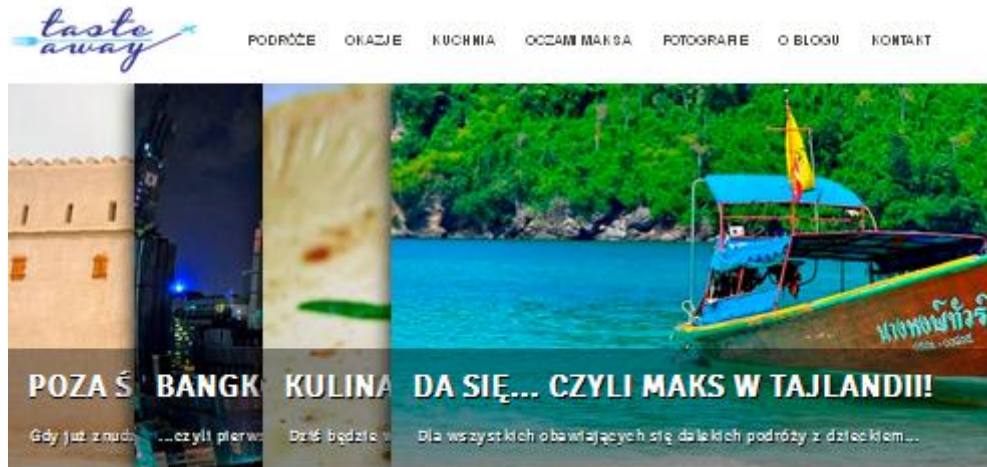 taste
away
PODRÓŻE OKAZJE KUCHNIA OCZAMI MAKSA FOTOGRAFIE O BLOGU KONTAKT
POZA Ś
BANGK
KULINA
DA SIĘ... CZYLI MAKS W TAJLANDII!
Gdy już znudz
...czyli pierw
Dziś będzie w
Dla wszystkich obawiających się dalekich podróży z dzieckiem...